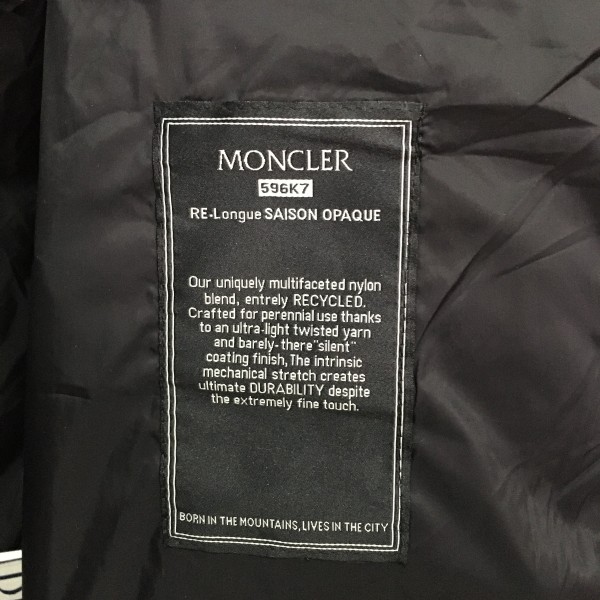 MONCLER
596K7
RE-Longue SAISON OPAQUE
Our uniquely multifaceted nylon
blend, entrely RECYCLED.
Crafted for perennial use thanks
to an ultra-light twisted yarn
and barely-there"silent"
coating finish,The intrinsic
mechanical stretch creates
ultimate DURABILITY despite
the extremely fine touch.
BORN IN THE MOUNTAINS,LIVES IN THE CITY